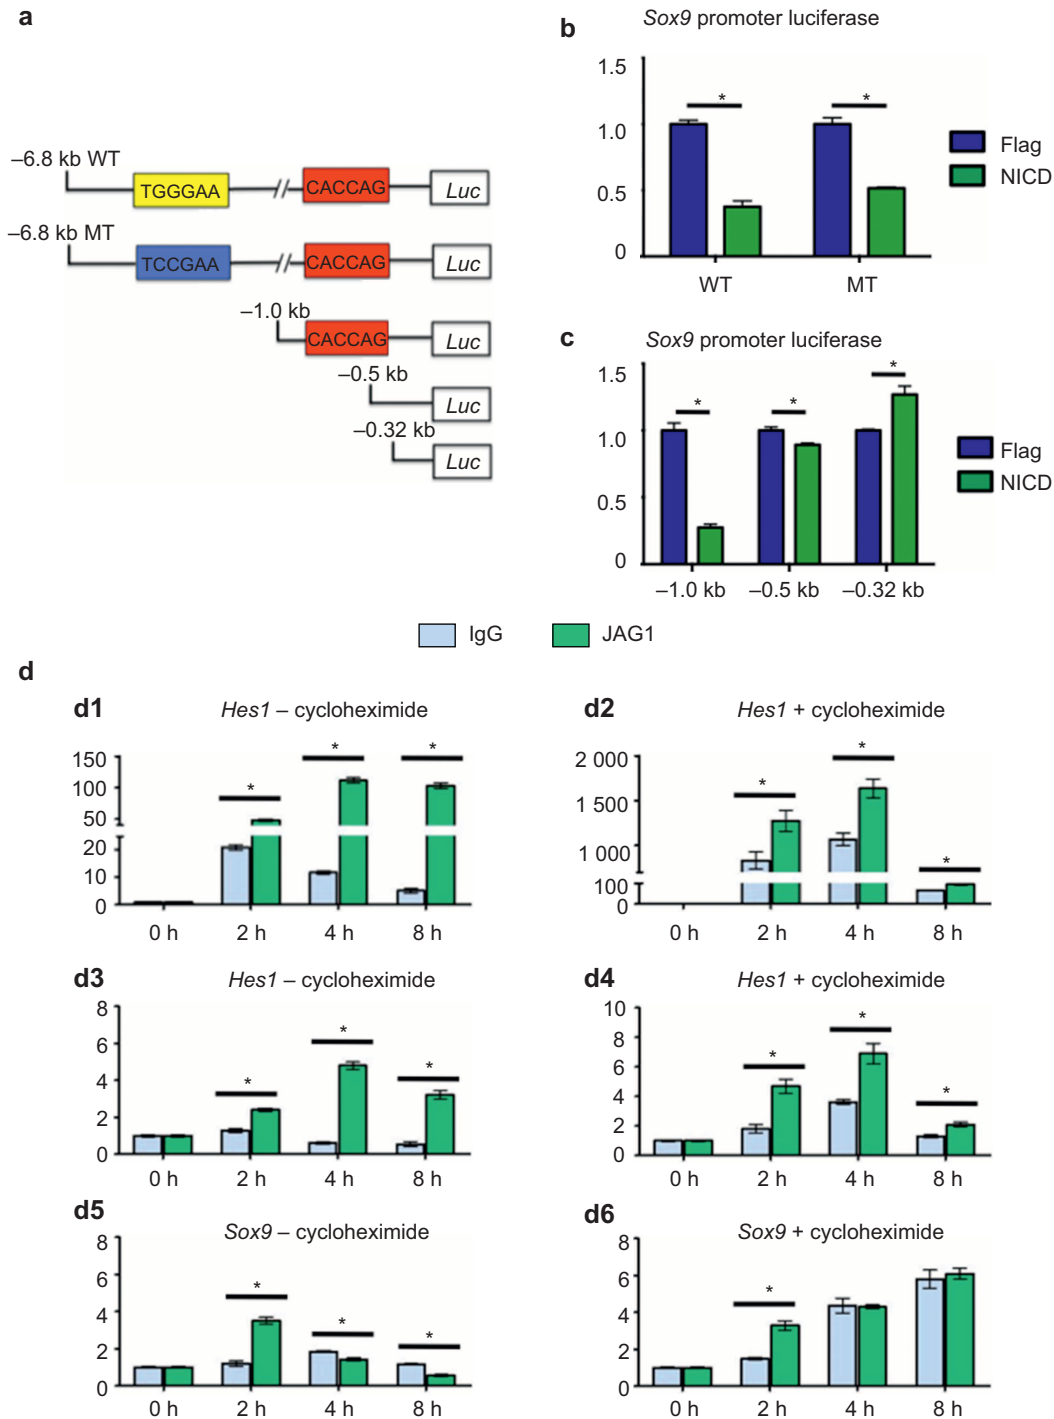 a
–6.8 kb WT
TGGGAA
//
CACCAG
Luc
–6.8 kb MT
TCCGAA
//
CACCAG
Luc
–1.0 kb
CACCAG
Luc
–0.5 kb
Luc
–0.32 kb
Luc
b
Sox9 promoter luciferase
1.5
1.0
0.5
0
*
*
WT
MT
Flag
NICD
c
Sox9 promoter luciferase
1.5
1.0
0.5
0
*
*
*
–1.0 kb
–0.5 kb
–0.32 kb
Flag
NICD
IgG
JAG1
d
d1
Hes1 – cycloheximide
150
100
50
20
10
0
*
*
*
0 h
2 h
4 h
8 h
d2
Hes1 + cycloheximide
2 000
1 500
1 000
100
0
*
*
*
0 h
2 h
4 h
8 h
d3
Hes1 – cycloheximide
8
6
4
2
0
*
*
*
0 h
2 h
4 h
8 h
d4
Hes1 + cycloheximide
10
8
6
4
2
0
*
*
*
0 h
2 h
4 h
8 h
d5
Sox9 – cycloheximide
8
6
4
2
0
*
*
*
0 h
2 h
4 h
8 h
d6
Sox9 + cycloheximide
8
6
4
2
0
*
0 h
2 h
4 h
8 h